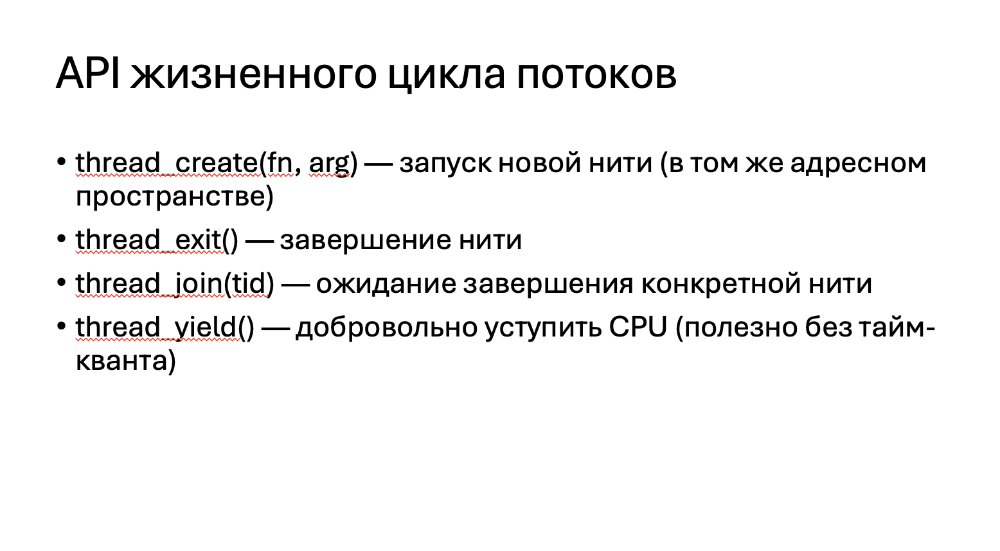 API жизненного цикла потоков
• thread_create(fn, arg) — запуск новой нити (в том же адресном
пространстве)
• thread_exit() — завершение нити
• thread_join(tid) — ожидание завершения конкретной нити
• thread_yield() — добровольно уступить CPU (полезно без тайм-
кванта)